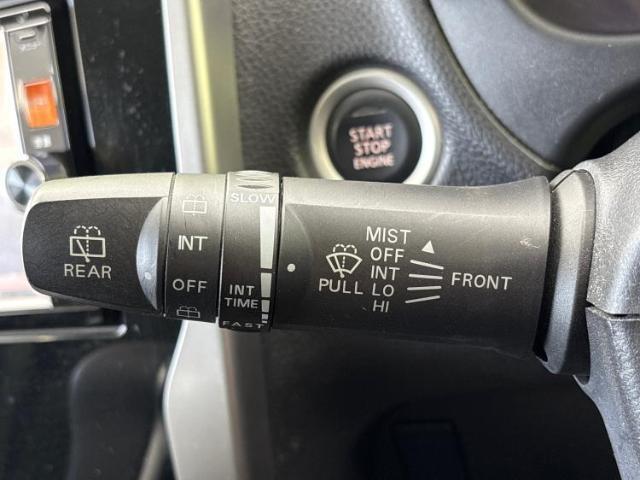 START
STOP
ENGINE
REAR
INT
OFF
SLOW
INT
TIME
FAST
PULL
MIST
OFF
INT
LO
HI
FRONT